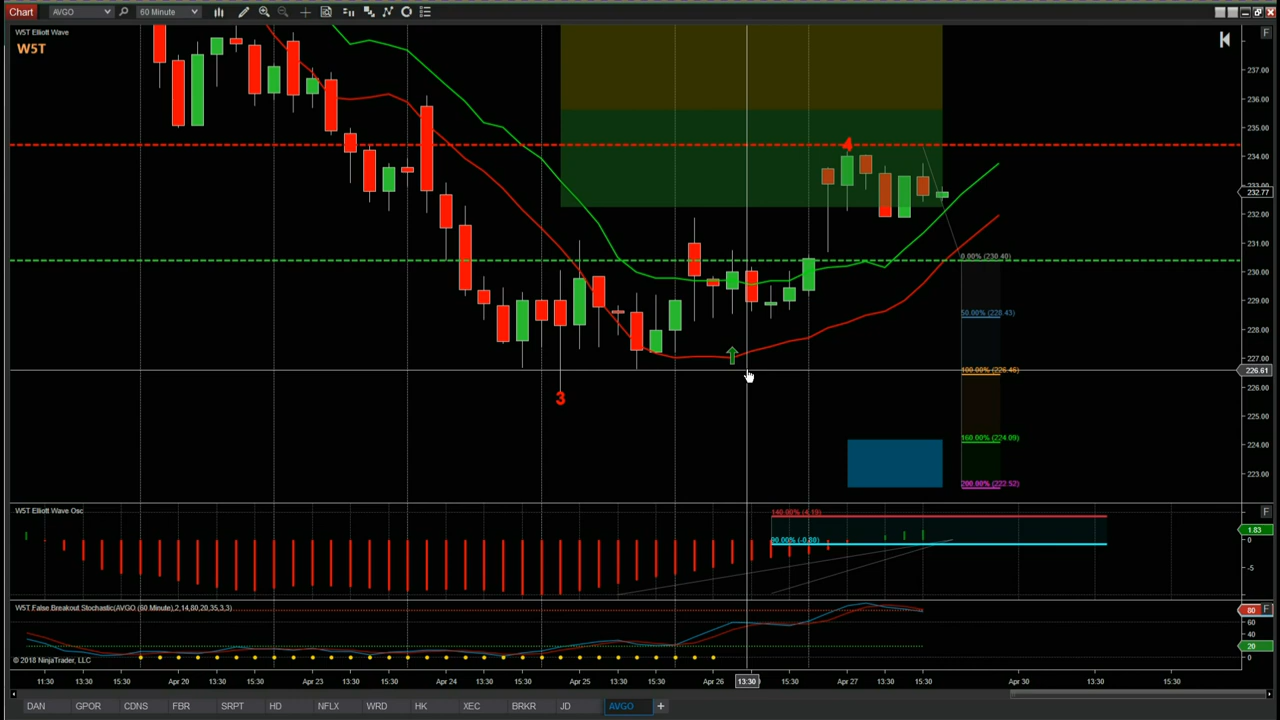 Chart AVGO 60 Minute
W5T Elliott Wave
W5T
F
237.00
236.00
235.00
4
234.00
233.00
232.77
232.00
231.00
0.00% (230.40)
230.00
229.00
50.00% (228.43)
228.00
227.00
100.00% (226.46)
226.61
226.00
3
225.00
160.00% (224.09)
224.00
223.00
200.00% (222.52)
W5T Elliott Wave Osc
F
140.00% (4.19)
1.83
0
-5
W5T False Breakout Stochastic(AVGO (60 Minute),2,14,80,20,35,3,3)
80 F
60
40
20
0
© 2018 NinjaTrader, LLC
11:30 13:30 15:30 Apr 20 13:30 15:30 Apr 23 13:30 15:30 Apr 24 13:30 15:30 Apr 25 13:30 15:30 Apr 26 13:30 15:30 Apr 27 13:30 15:30 Apr 30 13:30 15:30
DAN GPOR CDNS FBR SRPT HD NFLX WRD HK XEC BRKR JD AVGO +